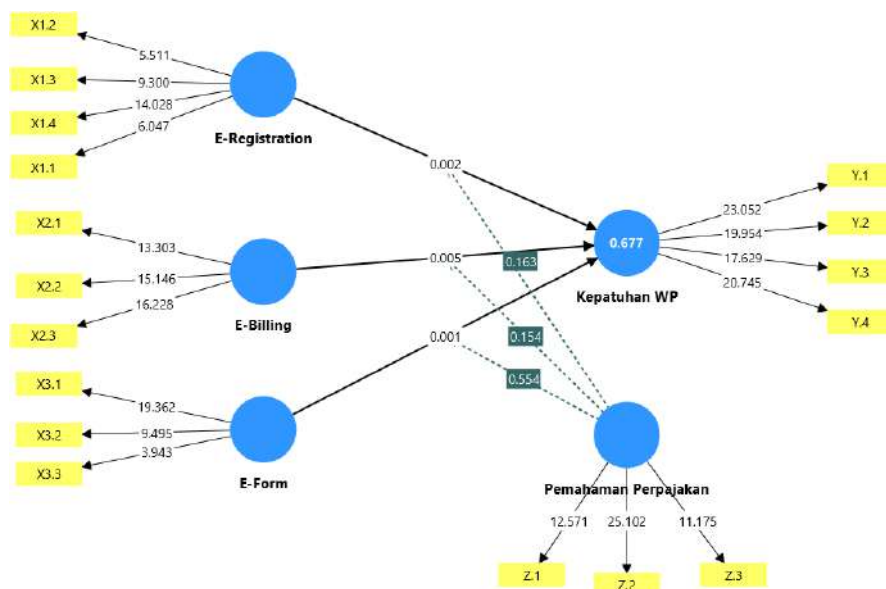 X1.2
5.511
X1.3
9.300
X1.4
14.028
X1.1
6.047
E-Registration
0.002
X2.1
13.303
X2.2
15.146
X2.3
16.228
E-Billing
0.005
0.163
0.677
Kepatuhan WP
Y.1
23.052
Y.2
19.954
Y.3
17.629
Y.4
20.745
X3.1
19.362
X3.2
9.495
X3.3
3.943
E-Form
0.001
0.154
0.554
Pemahaman Perpajakan
12.571
25.102
11.175
Z.1
Z.2
Z.3